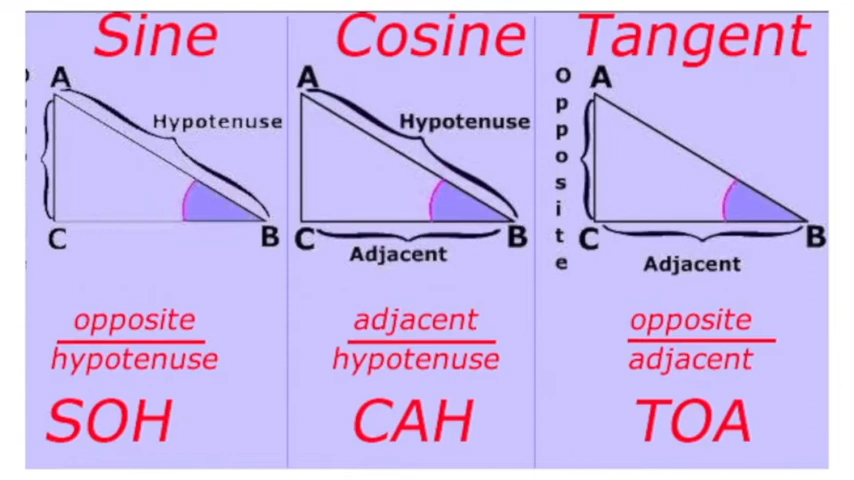 Sine
A
Hypotenuse
C
B
opposite
hypotenuse
SOH
Cosine
A
Hypotenuse
C
B
Adjacent
adjacent
hypotenuse
CAH
Tangent
Opposite
A
C
B
Adjacent
opposite
adjacent
TOA